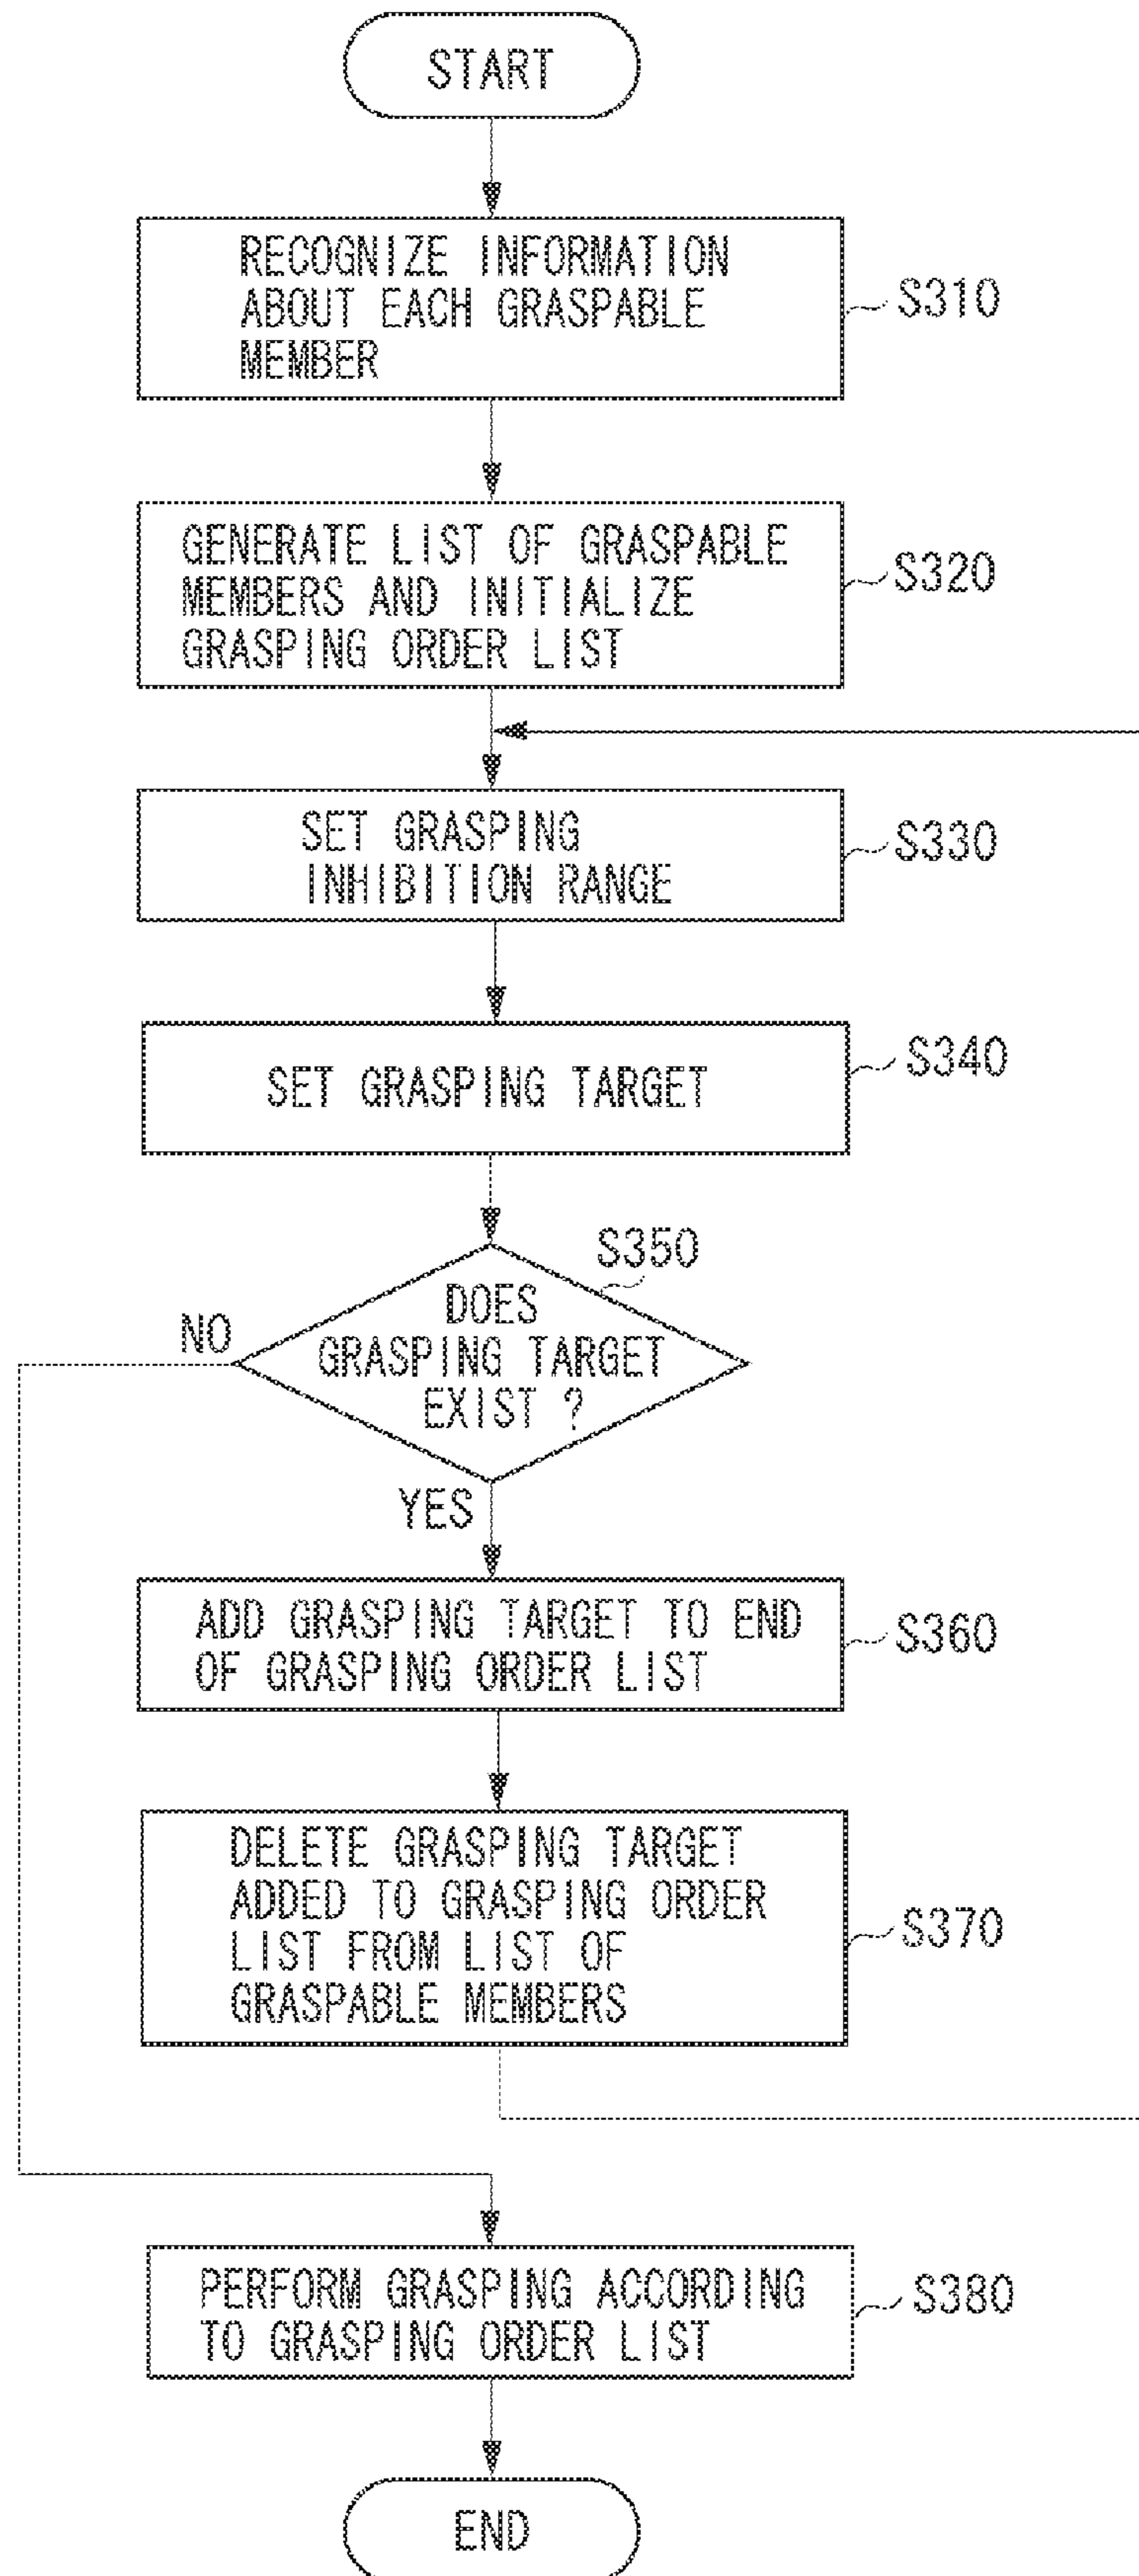 START
RECOGNIZE INFORMATION
ABOUT EACH GRASPABLE
MEMBER
S310
GENERATE LIST OF GRASPABLE
MEMBERS AND INITIALIZE
GRASPING ORDER LIST
S320
SET GRASPING
INHIBITION RANGE
S330
SET GRASPING TARGET
S340
S350
DOES
GRASPING TARGET
EXIST ?
NO
YES
ADD GRASPING TARGET TO END
OF GRASPING ORDER LIST
S360
DELETE GRASPING TARGET
ADDED TO GRASPING ORDER
LIST FROM LIST OF
GRASPABLE MEMBERS
S370
PERFORM GRASPING ACCORDING
TO GRASPING ORDER LIST
S380
END